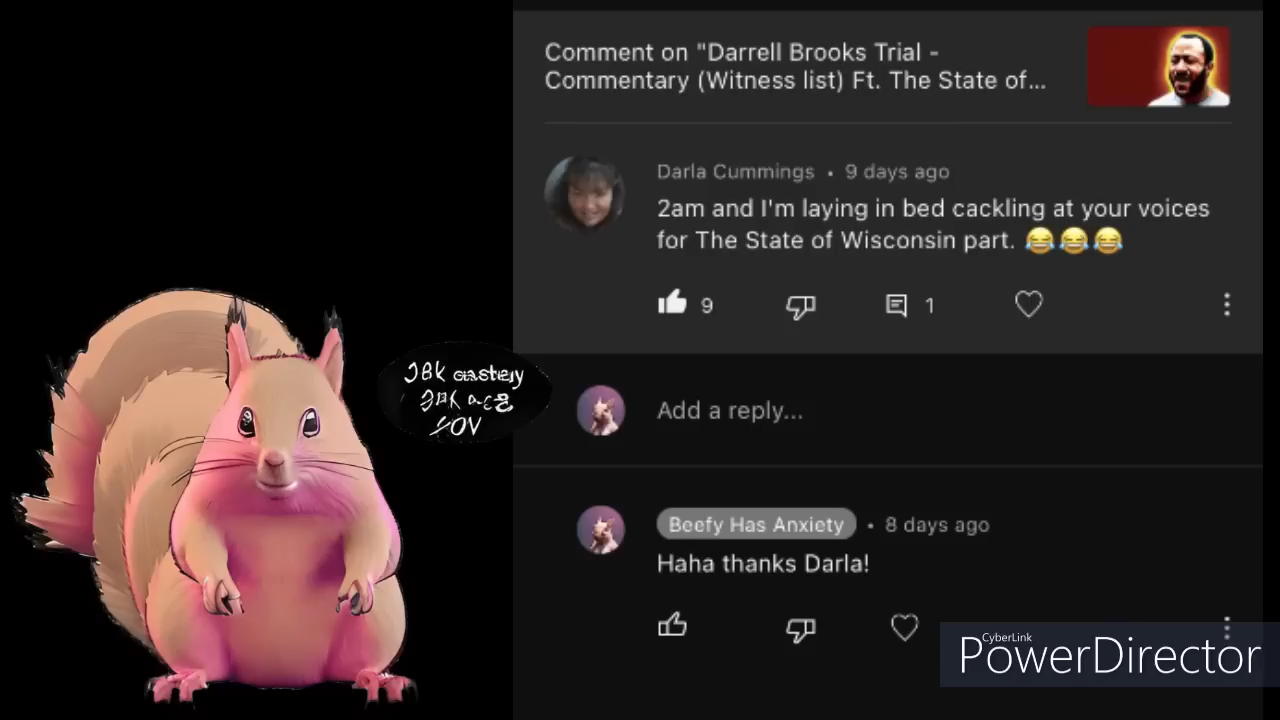 Comment on "Darrell Brooks Trial -
Commentary (Witness list) Ft. The State of...
Darla Cummings • 9 days ago
2am and I'm laying in bed cackling at your voices
for The State of Wisconsin part. 😂😂😂
9
1
Add a reply...
Beefy Has Anxiety • 8 days ago
Haha thanks Darla!
CyberLink
PowerDirector